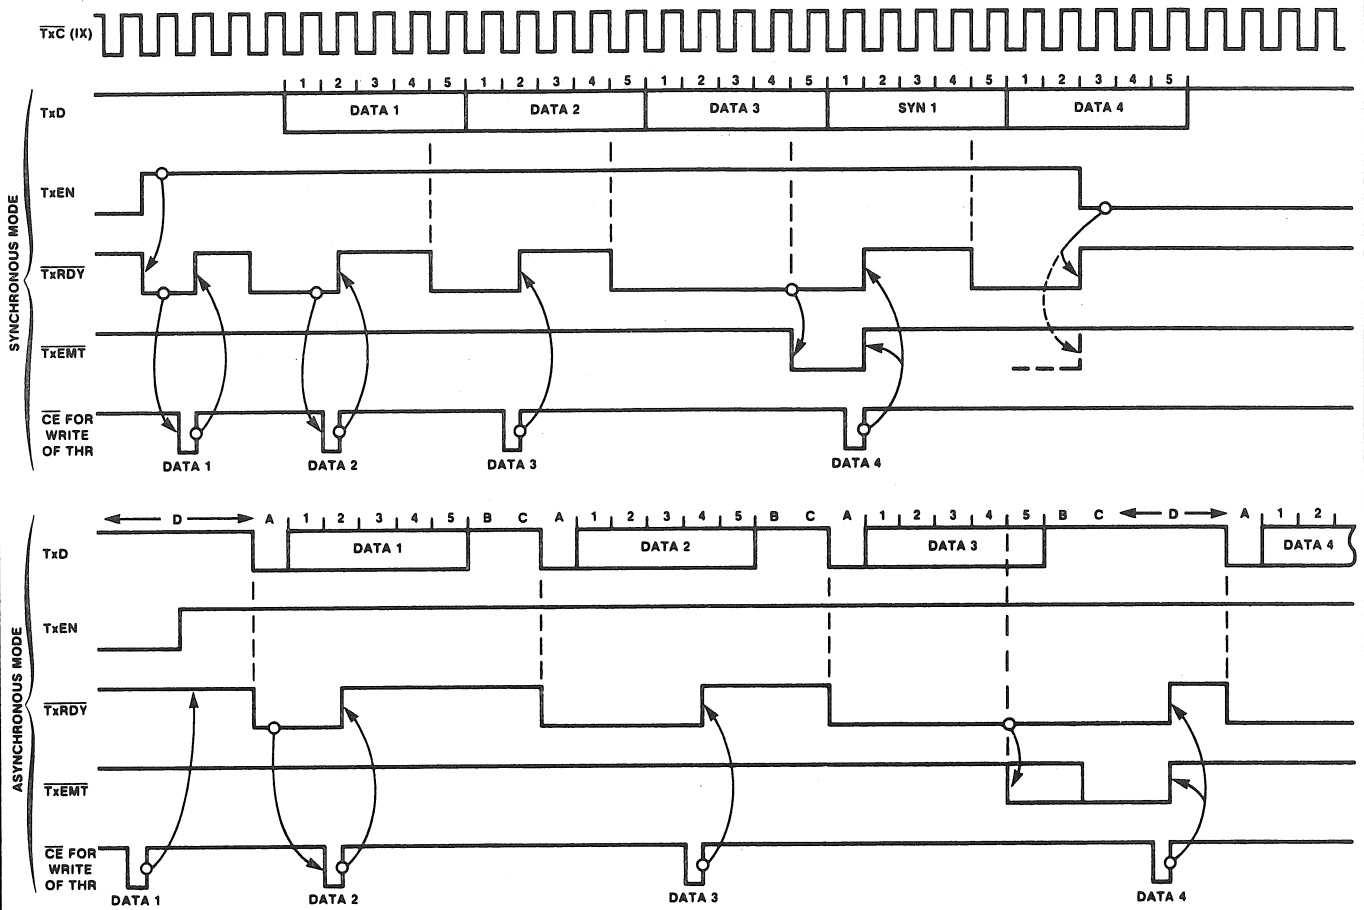 TxC (IX)
1 2 3 4 5 1 2 3 4 5 1 2 3 4 5 1 2 3 4 5 1 2 3 4 5
TxD
DATA 1 DATA 2 DATA 3 SYN 1 DATA 4
SYNCHRONOUS MODE
TxEN
TxRDY
TxEMT
CE FOR
WRITE
OF THR
DATA 1 DATA 2 DATA 3 DATA 4
D A 1 2 3 4 5 B C A 1 2 3 4 5 B C A 1 2 3 4 5 B C D A 1 2
TxD
DATA 1 DATA 2 DATA 3 DATA 4
ASYNCHRONOUS MODE
TxEN
TxRDY
TxEMT
CE FOR
WRITE
OF THR
DATA 1 DATA 2 DATA 3 DATA 4